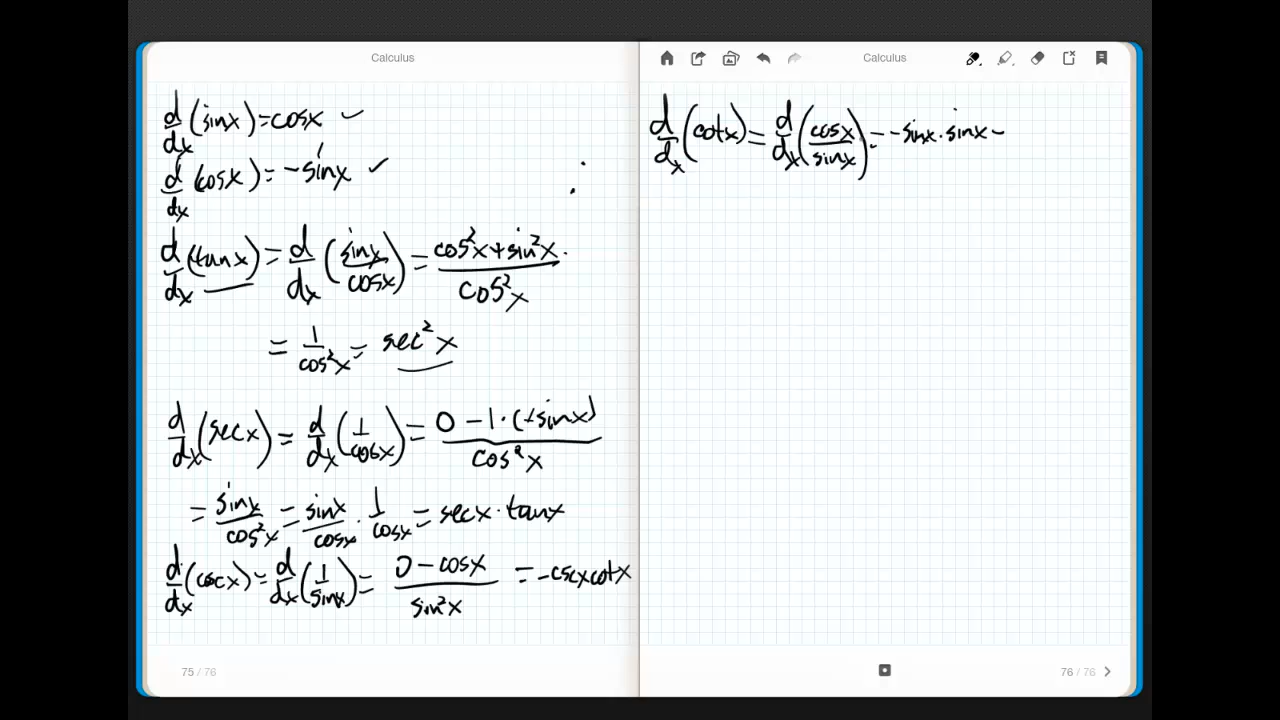 Calculus
d/dx (sinx) = cosx ✓
d/dx (cosx) = -sinx ✓
d/dx (tanx) = d/dx (sinx/cosx) = (cos²x + sin²x)/cos²x
= 1/cos²x = sec²x
d/dx (secx) = d/dx (1/cosx) = (0 - 1·(+sinx))/cos²x
= sinx/cos²x = sinx/cosx · 1/cosx = secx · tanx
d/dx (cscx) = d/dx (1/sinx) = (0 - cosx)/sin²x = -cscxcotx
75 / 76
Calculus
d/dx (cotx) = d/dx (cosx/sinx) = -sinx · sinx -
76 / 76